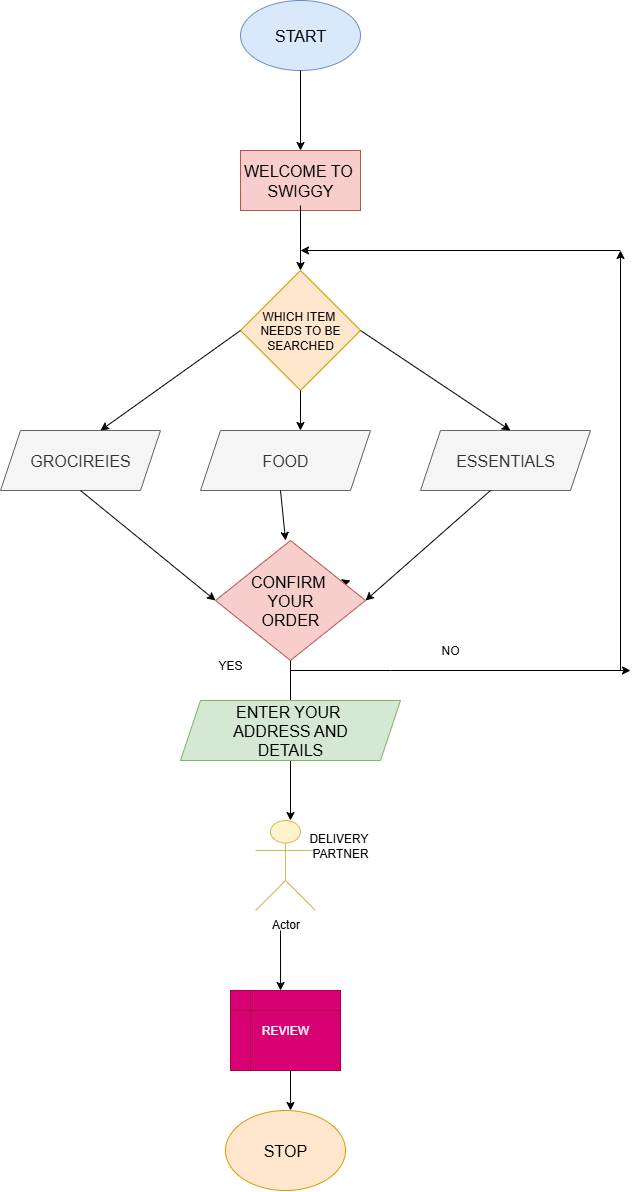 START
WELCOME TO
SWIGGY
WHICH ITEM
NEEDS TO BE
SEARCHED
GROCIREIES
FOOD
ESSENTIALS
CONFIRM
YOUR
ORDER
YES
NO
ENTER YOUR
ADDRESS AND
DETAILS
DELIVERY
PARTNER
Actor
REVIEW
STOP